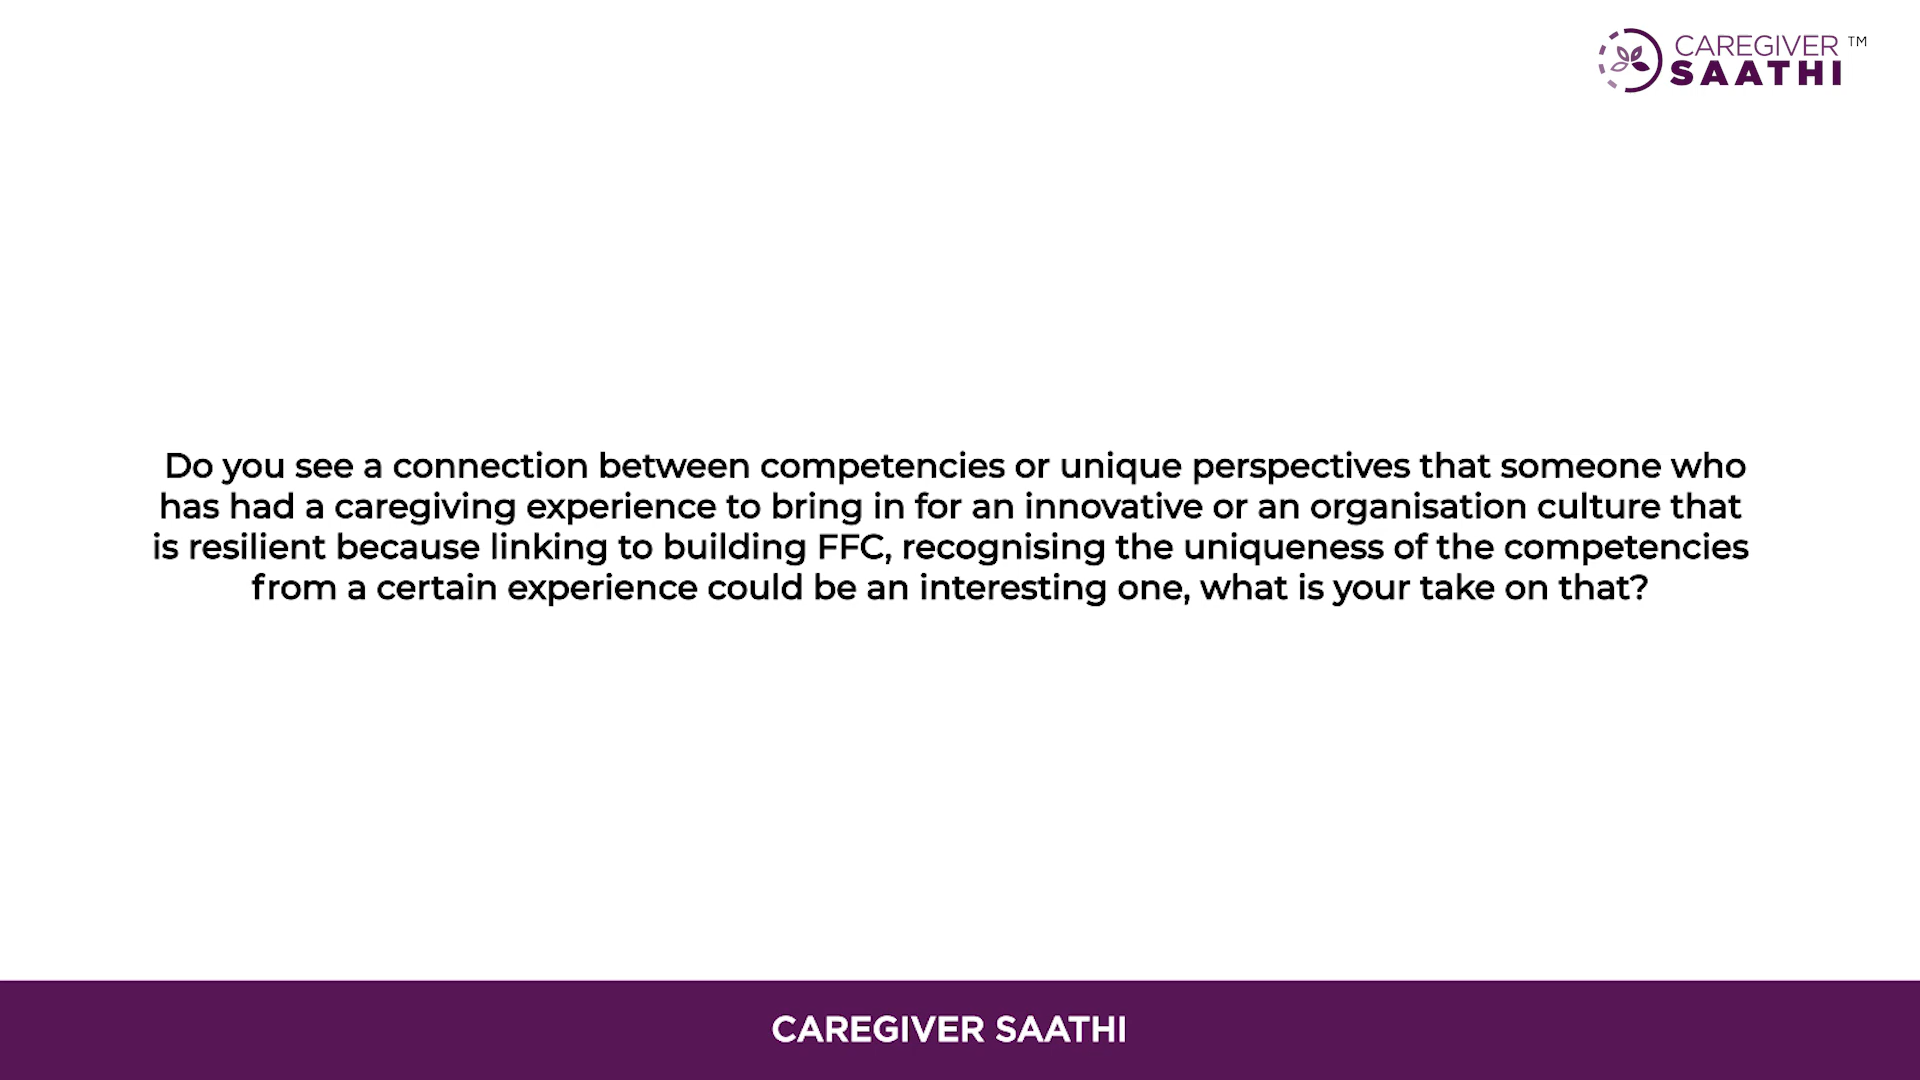 CAREGIVER TM
SAATHI
Do you see a connection between competencies or unique perspectives that someone who
has had a caregiving experience to bring in for an innovative or an organisation culture that
is resilient because linking to building FFC, recognising the uniqueness of the competencies
from a certain experience could be an interesting one, what is your take on that?
CAREGIVER SAATHI